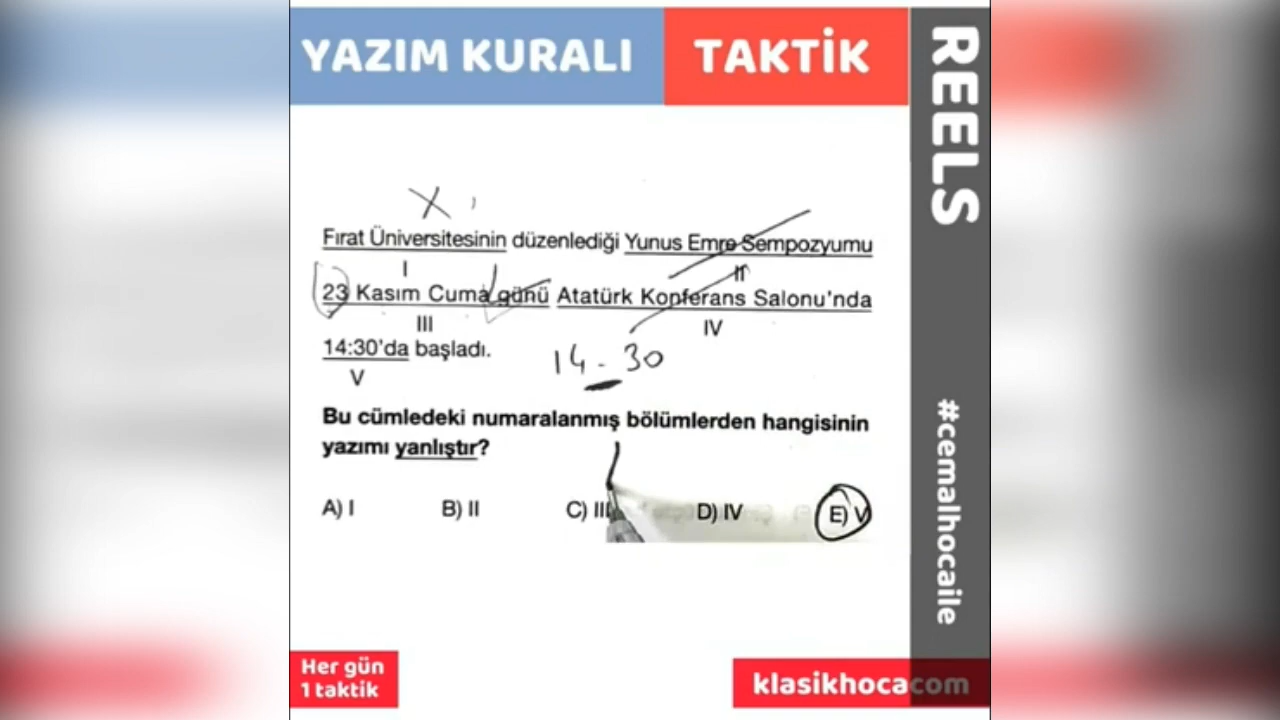 YAZIM KURALI
TAKTİK
REELS
X
Fırat Üniversitesinin düzenlediği Yunus Emre Sempozyumu
I
II
23 Kasım Cuma günü Atatürk Konferans Salonu'nda
III
IV
14:30'da başladı.
14-30
V
Bu cümledeki numaralanmış bölümlerden hangisinin
yazımı yanlıştır?
A) I B) II C) III D) IV E) V
#cemalhocaile
Her gün
1 taktik
klasikhocacom